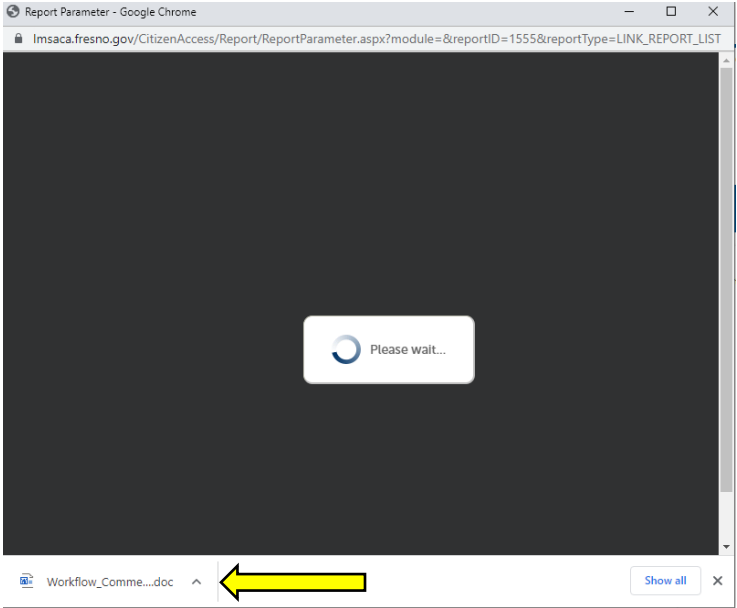 Report Parameter - Google Chrome
lmsaca.fresno.gov/CitizenAccess/Report/ReportParameter.aspx?module=&reportID=1555&reportType=LINK_REPORT_LIST
Please wait...
Workflow_Comme....doc
Show all